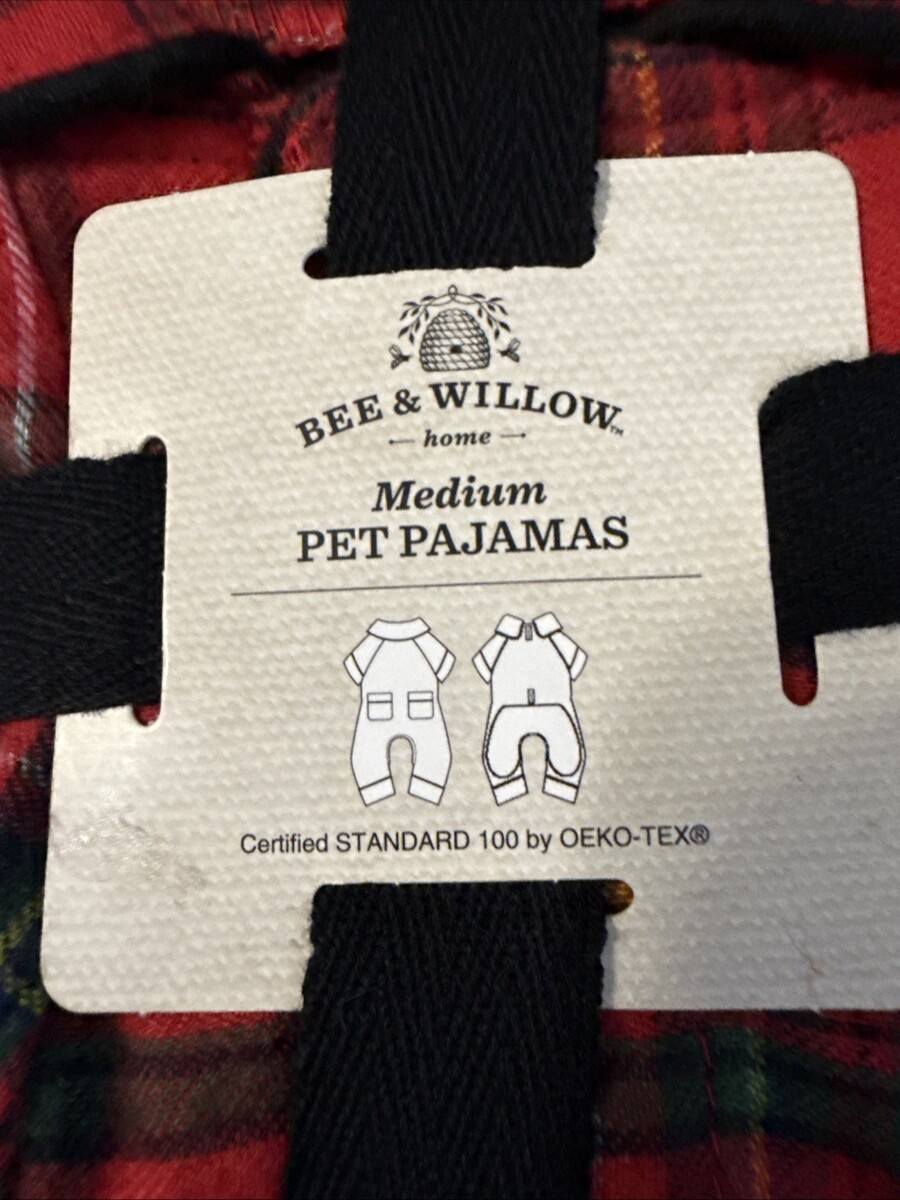 BEE & WILLOW™
home
Medium
PET PAJAMAS
Certified STANDARD 100 by OEKO-TEX®